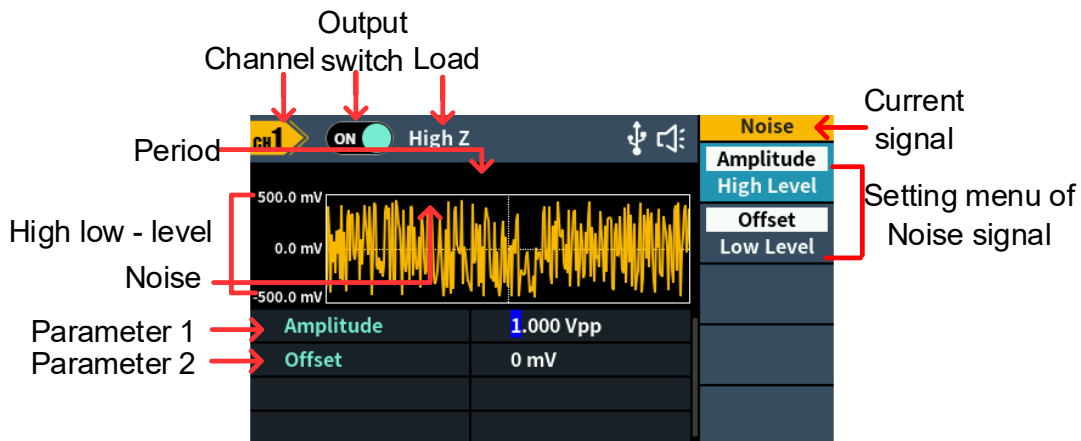 Output
Channel switch Load
Current
signal
CH1 ON High Z
Noise
Period
Amplitude
High Level
500.0 mV
Setting menu of
Noise signal
Offset
Low Level
High low - level
0.0 mV
Noise
-500.0 mV
Parameter 1
Amplitude 1.000 Vpp
Parameter 2
Offset 0 mV